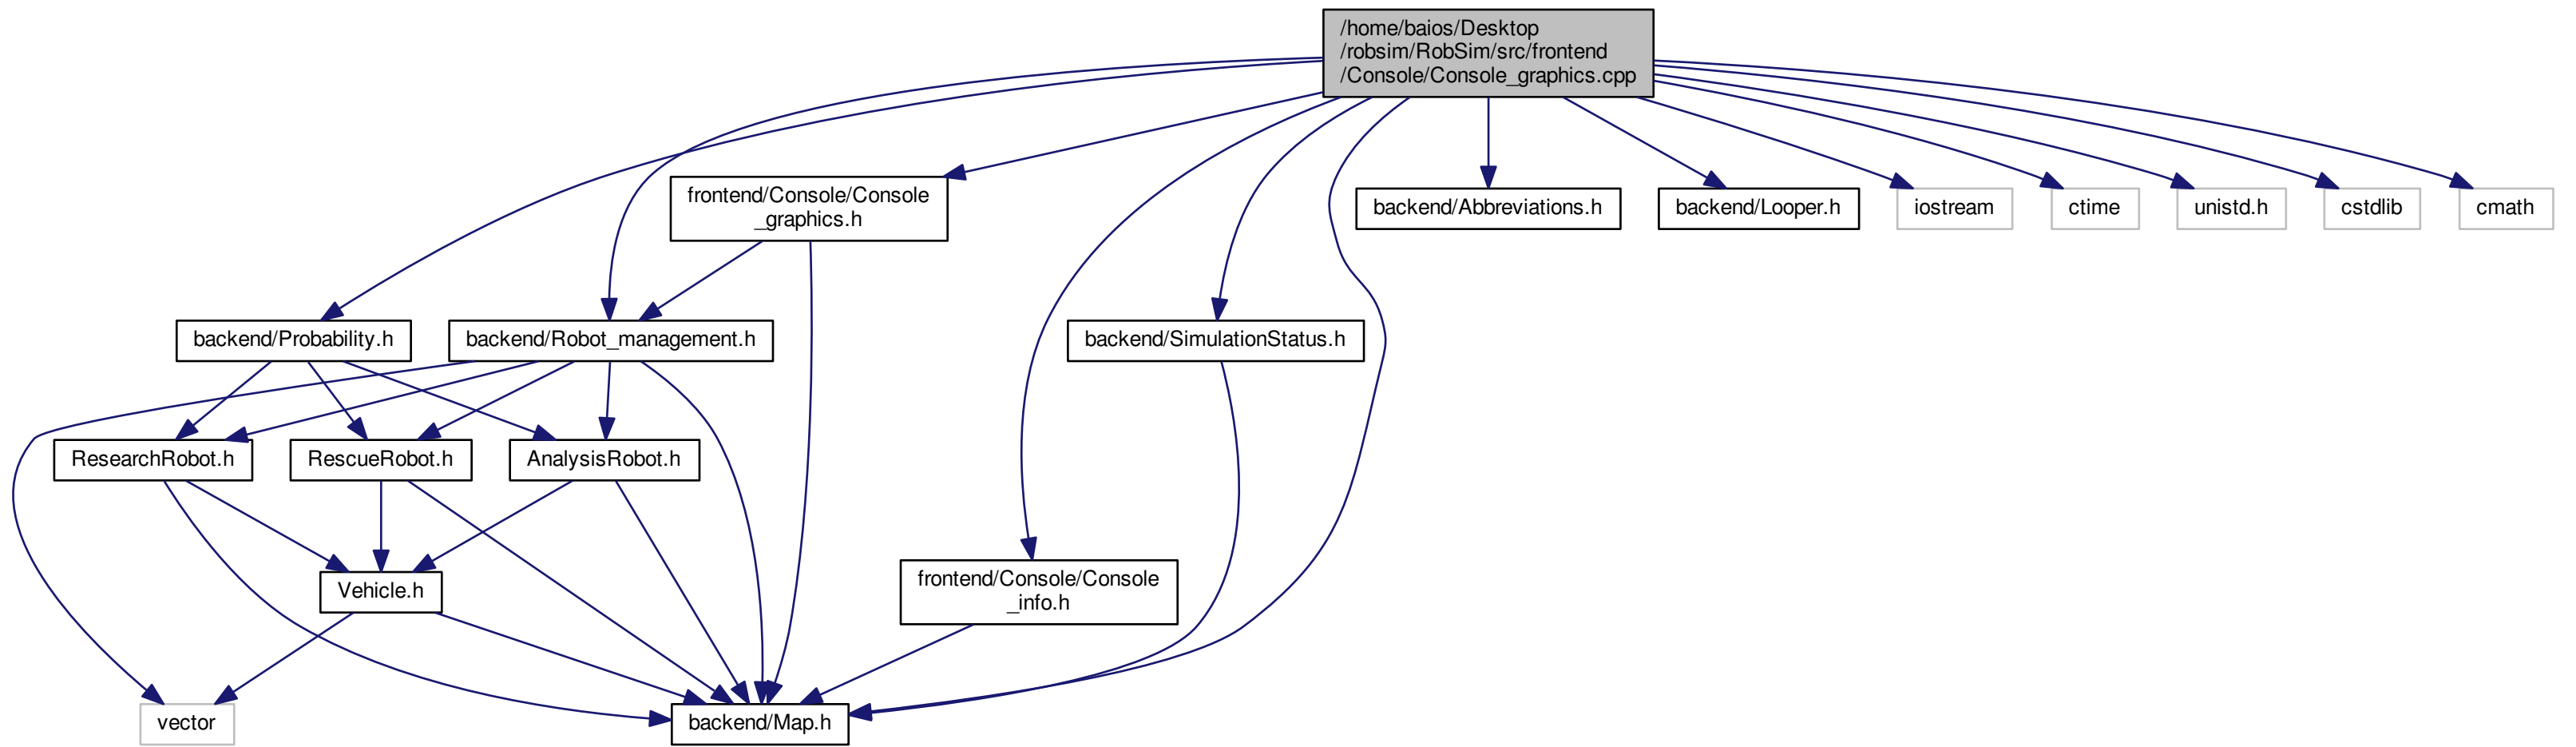 /home/baios/Desktop
/robsim/RobSim/src/frontend
/Console/Console_graphics.cpp
frontend/Console/Console
_graphics.h
backend/Abbreviations.h
backend/Looper.h
iostream
ctime
unistd.h
cstdlib
cmath
backend/Probability.h
backend/Robot_management.h
backend/SimulationStatus.h
ResearchRobot.h
RescueRobot.h
AnalysisRobot.h
Vehicle.h
frontend/Console/Console
_info.h
vector
backend/Map.h